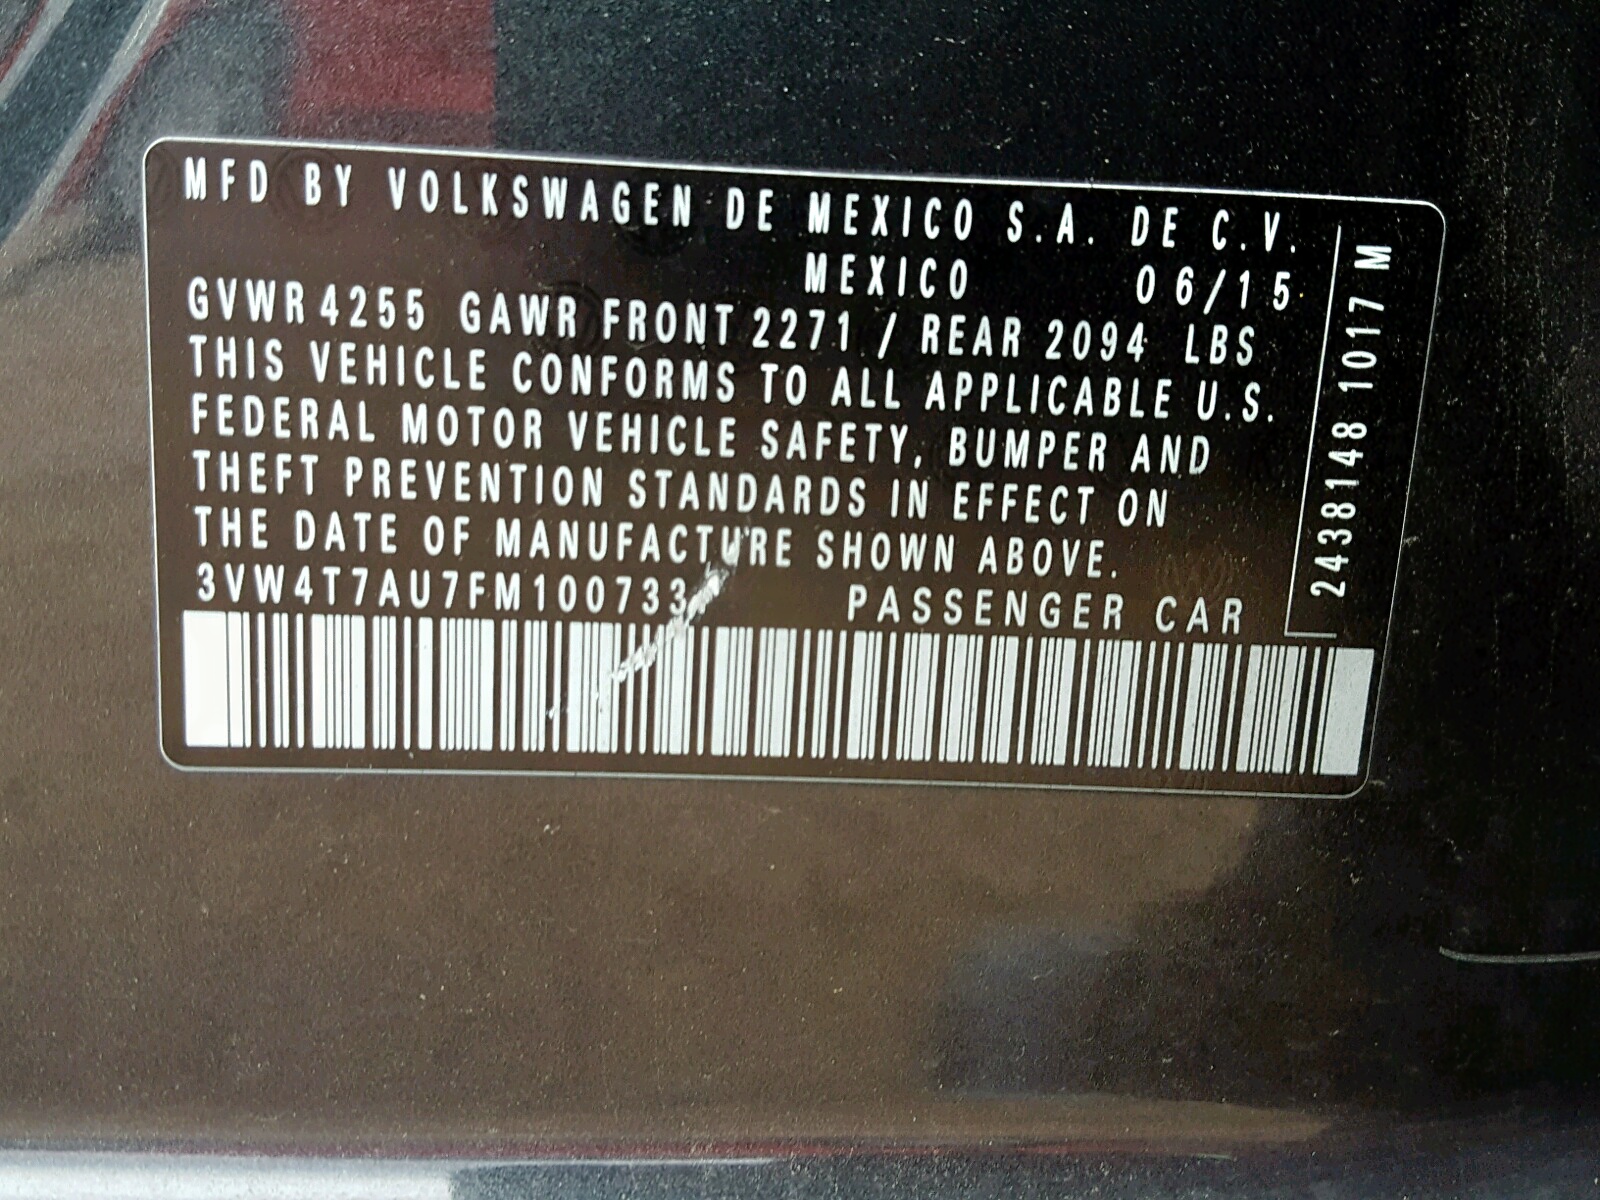 MFD BY VOLKSWAGEN DE MEXICO S.A. DE C.V.
MEXICO 06/15
GVWR 4255 GAWR FRONT 2271 / REAR 2094 LBS
THIS VEHICLE CONFORMS TO ALL APPLICABLE U.S.
FEDERAL MOTOR VEHICLE SAFETY, BUMPER AND
THEFT PREVENTION STANDARDS IN EFFECT ON
THE DATE OF MANUFACTURE SHOWN ABOVE.
3VW4T7AU7FM100733 PASSENGER CAR
2438148 1017 M